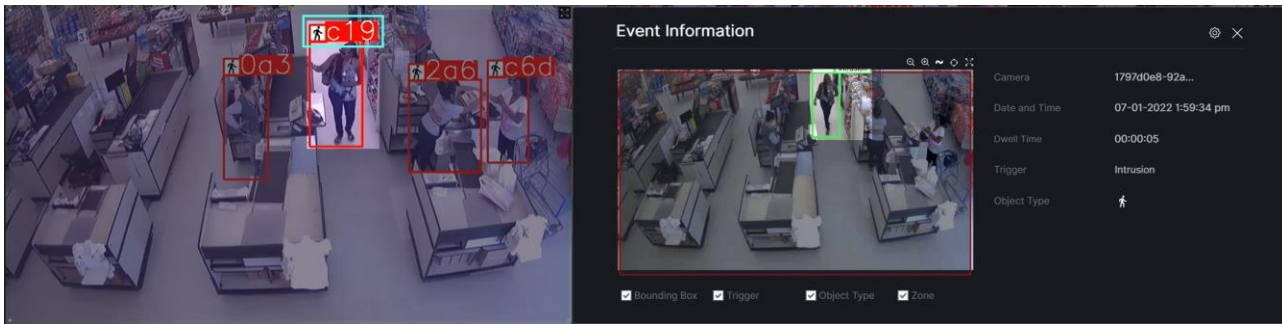 c19
0a3
2a6
c6d
Event Information
Camera 1797d0e8-92a...
Date and Time 07-01-2022 1:59:34 pm
Dwell Time 00:00:05
Trigger Intrusion
Object Type
Bounding Box Trigger Object Type Zone